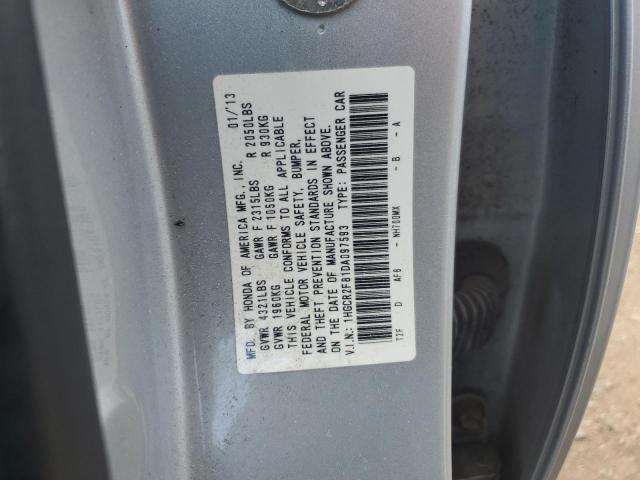 MFD. BY HONDA OF AMERICA MFG., INC. 01/'13
GVWR 4321LBS GAWR F 2315LBS R 2050LBS
GVWR 1960KG GAWR F 1050KG R 930KG
THIS VEHICLE CONFORMS TO ALL APPLICABLE
FEDERAL MOTOR VEHICLE SAFETY, BUMPER,
AND THEFT PREVENTION STANDARDS IN EFFECT
ON THE DATE OF MANUFACTURE SHOWN ABOVE.
V.I.N.: 1HGCR2F81DA097593 TYPE: PASSENGER CAR
T2F D AF8 - NH700MX - B - A